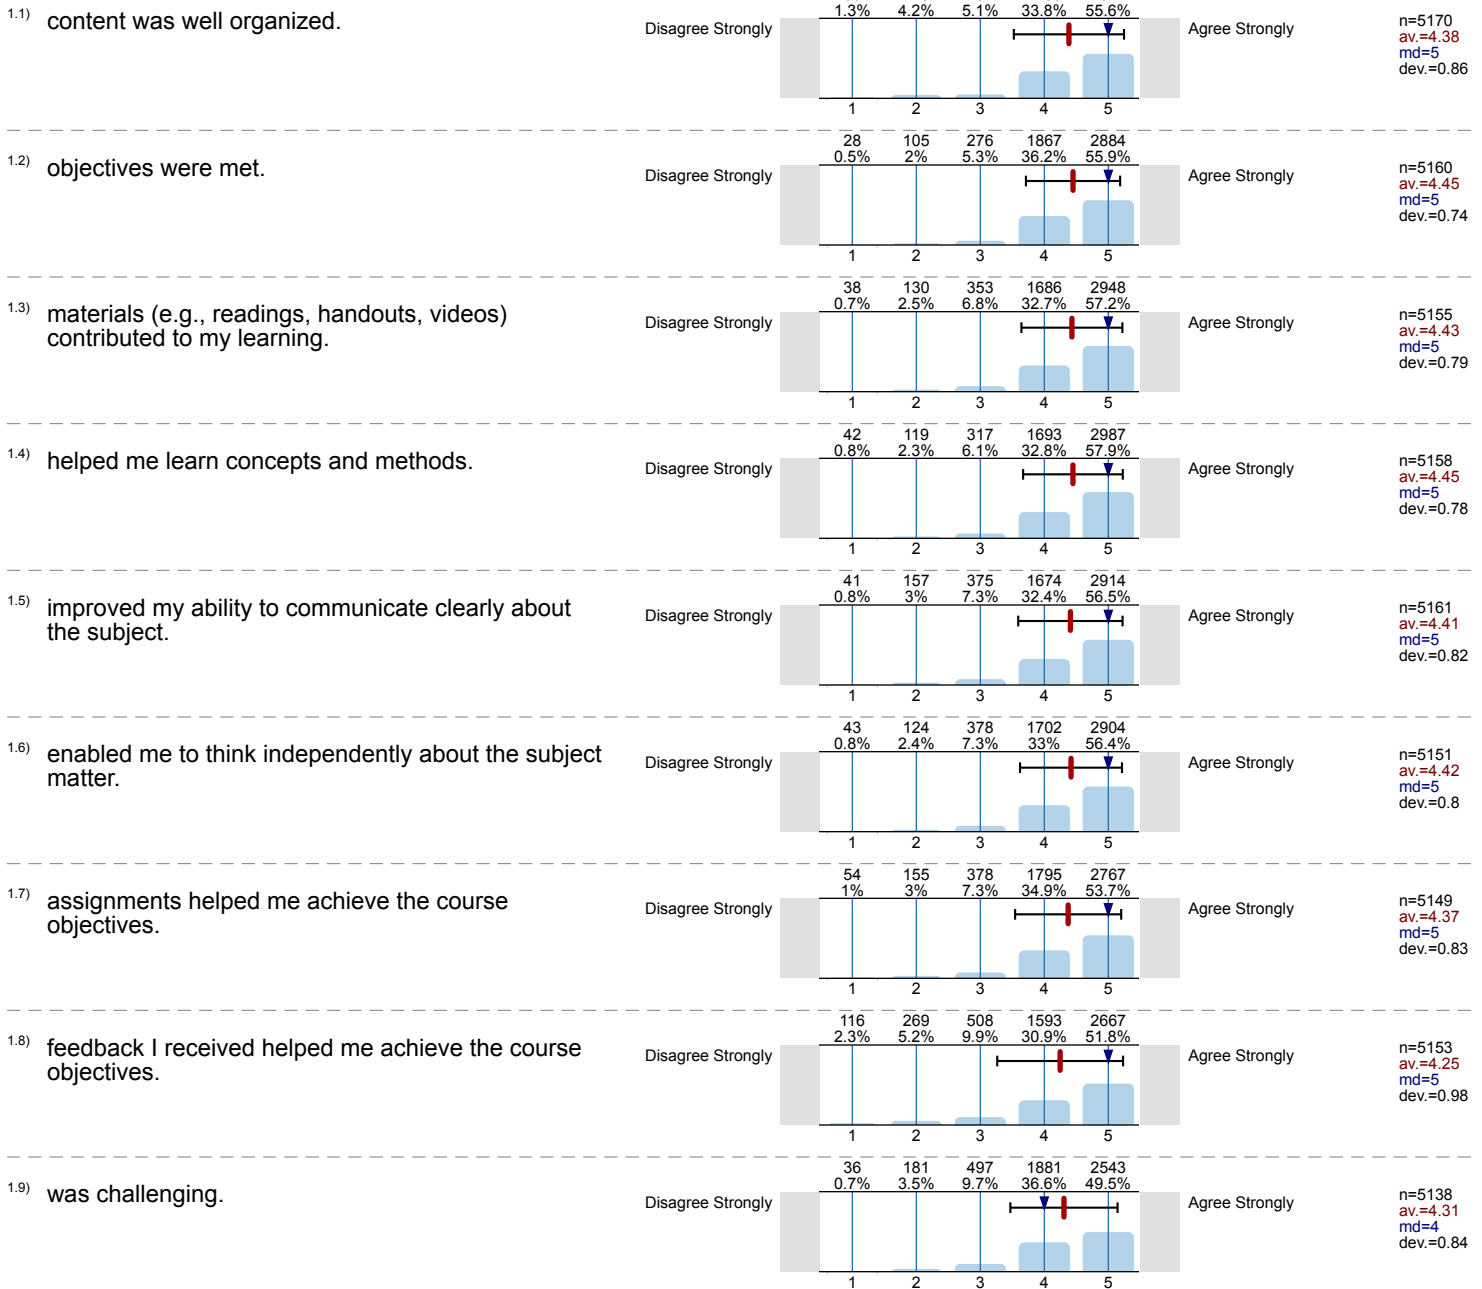 1.3% 4.2% 5.1% 33.8% 55.6%
1.1) content was well organized.
Disagree Strongly
Agree Strongly
n=5170
av.=4.38
md=5
dev.=0.86
1 2 3 4 5
28 105 276 1867 2884
0.5% 2% 5.3% 36.2% 55.9%
1.2) objectives were met.
Disagree Strongly
Agree Strongly
n=5160
av.=4.45
md=5
dev.=0.74
1 2 3 4 5
38 130 353 1686 2948
0.7% 2.5% 6.8% 32.7% 57.2%
1.3) materials (e.g., readings, handouts, videos)
contributed to my learning.
Disagree Strongly
Agree Strongly
n=5155
av.=4.43
md=5
dev.=0.79
1 2 3 4 5
42 119 317 1693 2987
0.8% 2.3% 6.1% 32.8% 57.9%
1.4) helped me learn concepts and methods.
Disagree Strongly
Agree Strongly
n=5158
av.=4.45
md=5
dev.=0.78
1 2 3 4 5
41 157 375 1674 2914
0.8% 3% 7.3% 32.4% 56.5%
1.5) improved my ability to communicate clearly about
the subject.
Disagree Strongly
Agree Strongly
n=5161
av.=4.41
md=5
dev.=0.82
1 2 3 4 5
43 124 378 1702 2904
0.8% 2.4% 7.3% 33% 56.4%
1.6) enabled me to think independently about the subject
matter.
Disagree Strongly
Agree Strongly
n=5151
av.=4.42
md=5
dev.=0.8
1 2 3 4 5
54 155 378 1795 2767
1% 3% 7.3% 34.9% 53.7%
1.7) assignments helped me achieve the course
objectives.
Disagree Strongly
Agree Strongly
n=5149
av.=4.37
md=5
dev.=0.83
1 2 3 4 5
116 269 508 1593 2667
2.3% 5.2% 9.9% 30.9% 51.8%
1.8) feedback I received helped me achieve the course
objectives.
Disagree Strongly
Agree Strongly
n=5153
av.=4.25
md=5
dev.=0.98
1 2 3 4 5
36 181 497 1881 2543
0.7% 3.5% 9.7% 36.6% 49.5%
1.9) was challenging.
Disagree Strongly
Agree Strongly
n=5138
av.=4.31
md=4
dev.=0.84
1 2 3 4 5